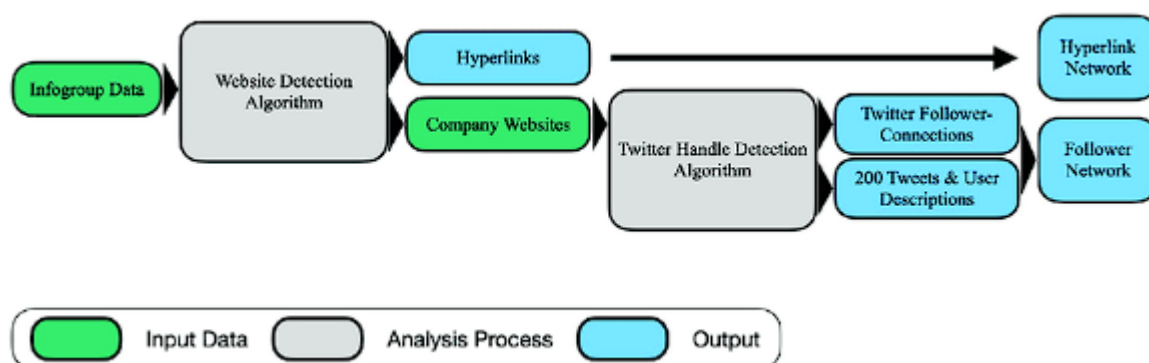 Infogroup Data
Website Detection
Algorithm
Hyperlinks
Company Websites
Twitter Handle Detection
Algorithm
Twitter Follower-
Connections
200 Tweets & User
Descriptions
Hyperlink
Network
Follower
Network
Input Data
Analysis Process
Output